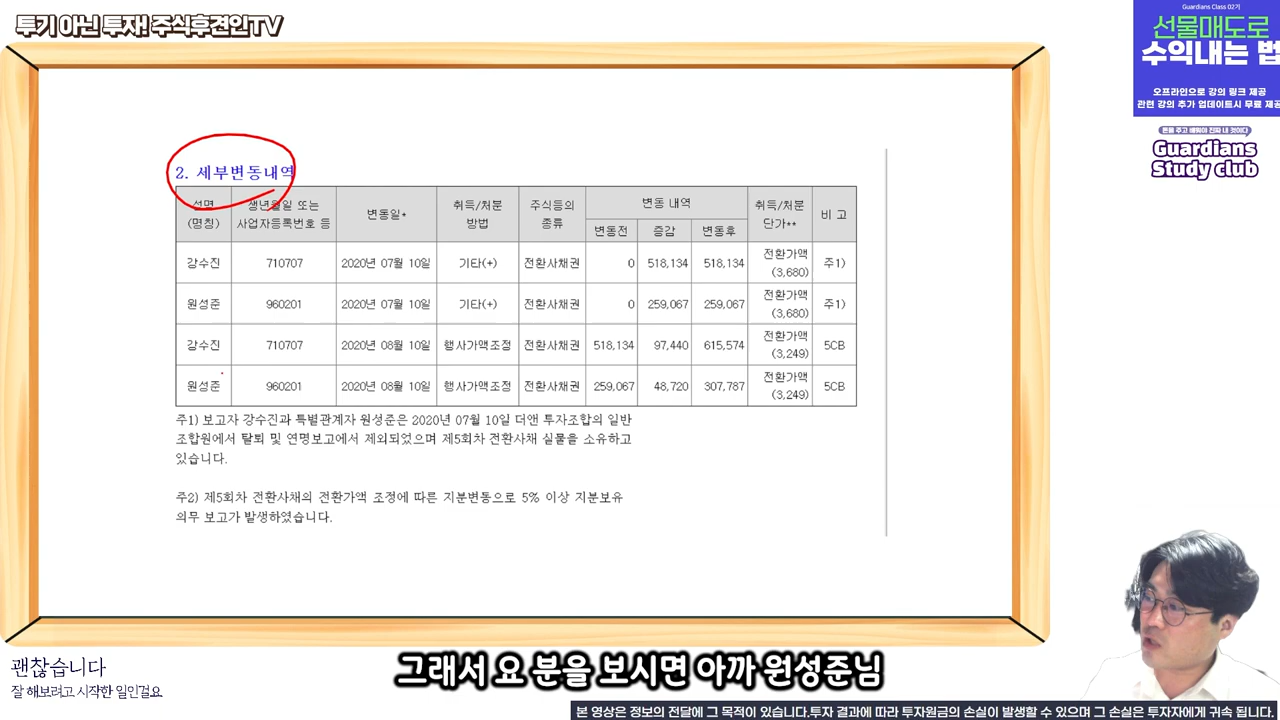 투기 아닌 투자! 주식후견인TV
Guardians Class 02기
선물매도로
수익내는 법
오프라인으로 강의 링크 제공
관련 강의 추가 업데이트시 무료 제공
돈을 주고 배워야 진짜 내 것이다
Guardians
Study club
2. 세부변동내역
성명 (명칭) 생년월일 또는 사업자등록번호 등 변동일* 취득/처분 방법 주식등의 종류 변동 내역 취득/처분 단가** 비 고
변동전 증감 변동후
강수진 710707 2020년 07월 10일 기타(+) 전환사채권 0 518,134 518,134 전환가액 (3,680) 주1)
원성준 960201 2020년 07월 10일 기타(+) 전환사채권 0 259,067 259,067 전환가액 (3,680) 주1)
강수진 710707 2020년 08월 10일 행사가액조정 전환사채권 518,134 97,440 615,574 전환가액 (3,249) 5CB
원성준 960201 2020년 08월 10일 행사가액조정 전환사채권 259,067 48,720 307,787 전환가액 (3,249) 5CB
주1) 보고자 강수진과 특별관계자 원성준은 2020년 07월 10일 더앤 투자조합의 일반
조합원에서 탈퇴 및 연명보고에서 제외되었으며 제5회차 전환사채 실물을 소유하고
있습니다.
주2) 제5회차 전환사채의 전환가액 조정에 따른 지분변동으로 5% 이상 지분보유
의무 보고가 발생하였습니다.
괜찮습니다
잘 해보려고 시작한 일인걸요
그래서 요 분을 보시면 아까 원성준님
본 영상은 정보의 전달에 그 목적이 있습니다.투자 결과에 따라 투자원금의 손실이 발생할 수 있으며 그 손실은 투자자에게 귀속 됩니다.